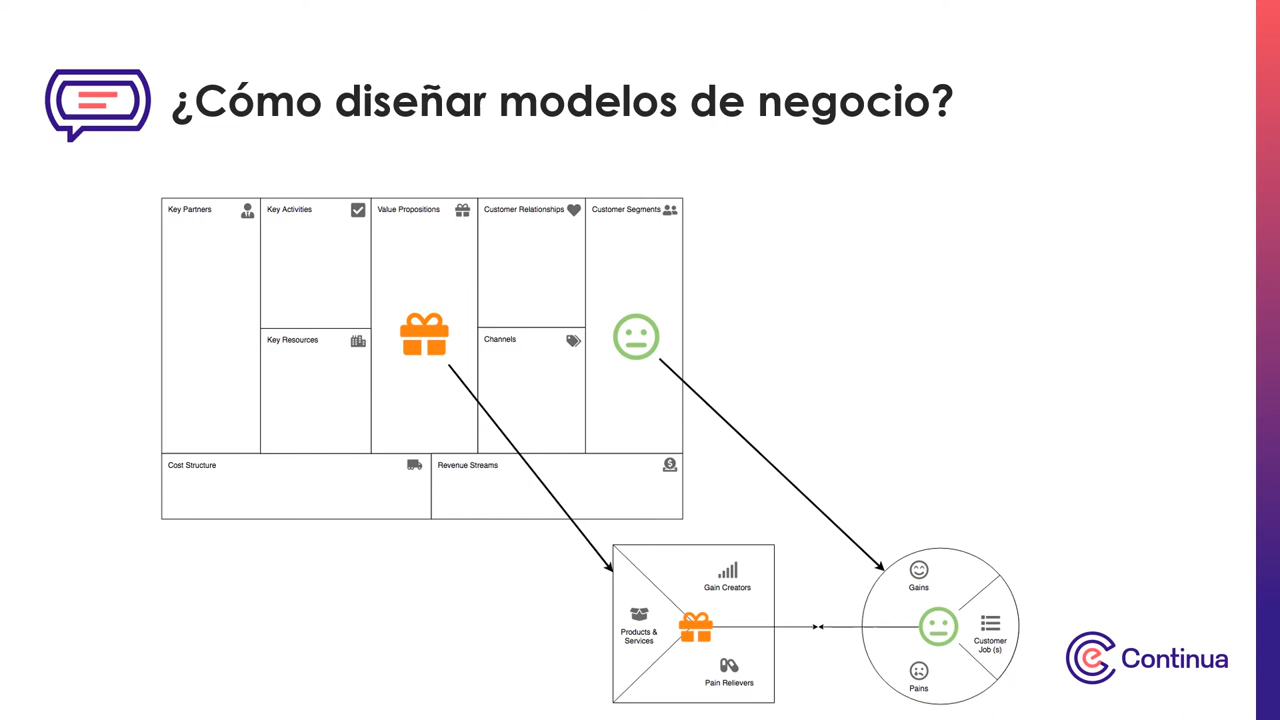 ¿Cómo diseñar modelos de negocio?
Key Partners
Key Activities
Value Propositions
Customer Relationships
Customer Segments
Key Resources
Channels
Cost Structure
Revenue Streams
Gain Creators
Products &
Services
Pain Relievers
Gains
Customer
Job (s)
Pains
Continua